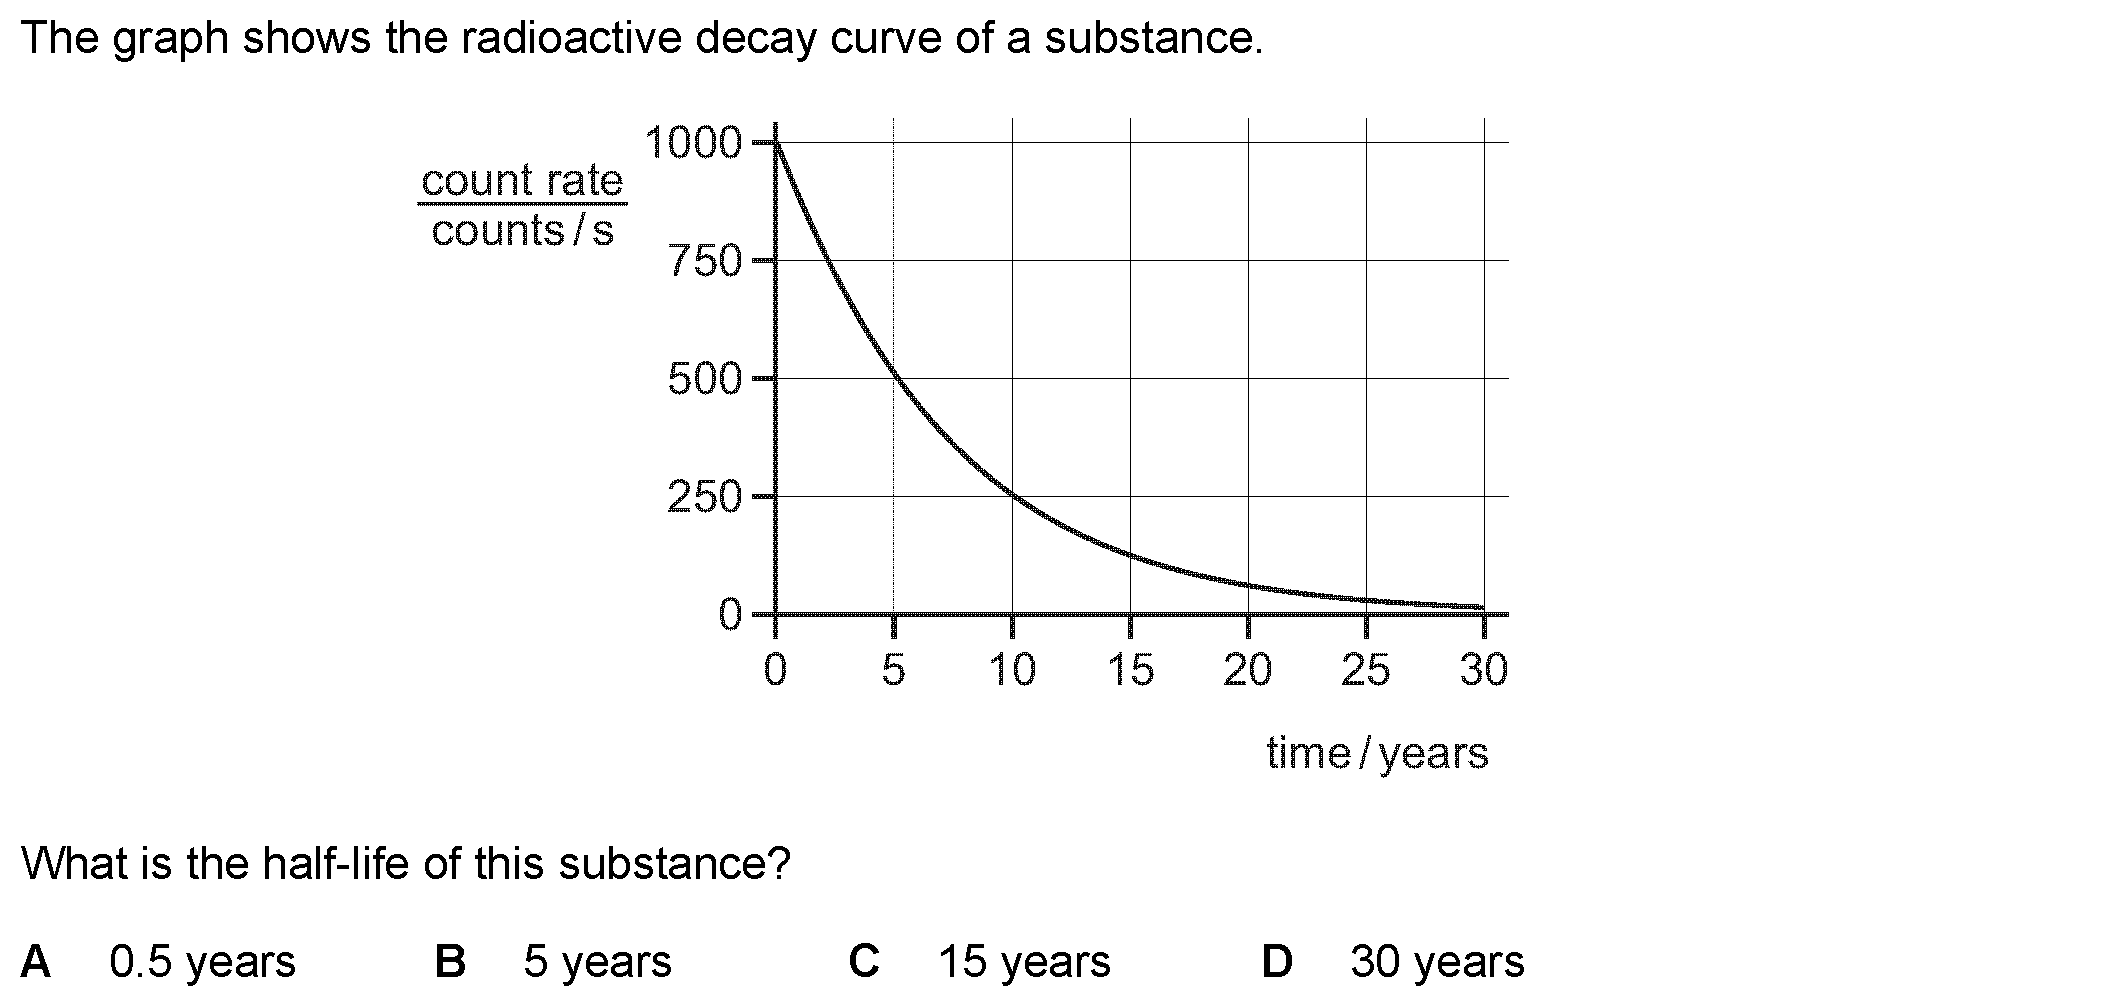 The graph shows the radioactive decay curve of a substance.
1000
count rate
counts / s
750
500
250
0
0 5 10 15 20 25 30
time / years
What is the half-life of this substance?
A 0.5 years B 5 years C 15 years D 30 years